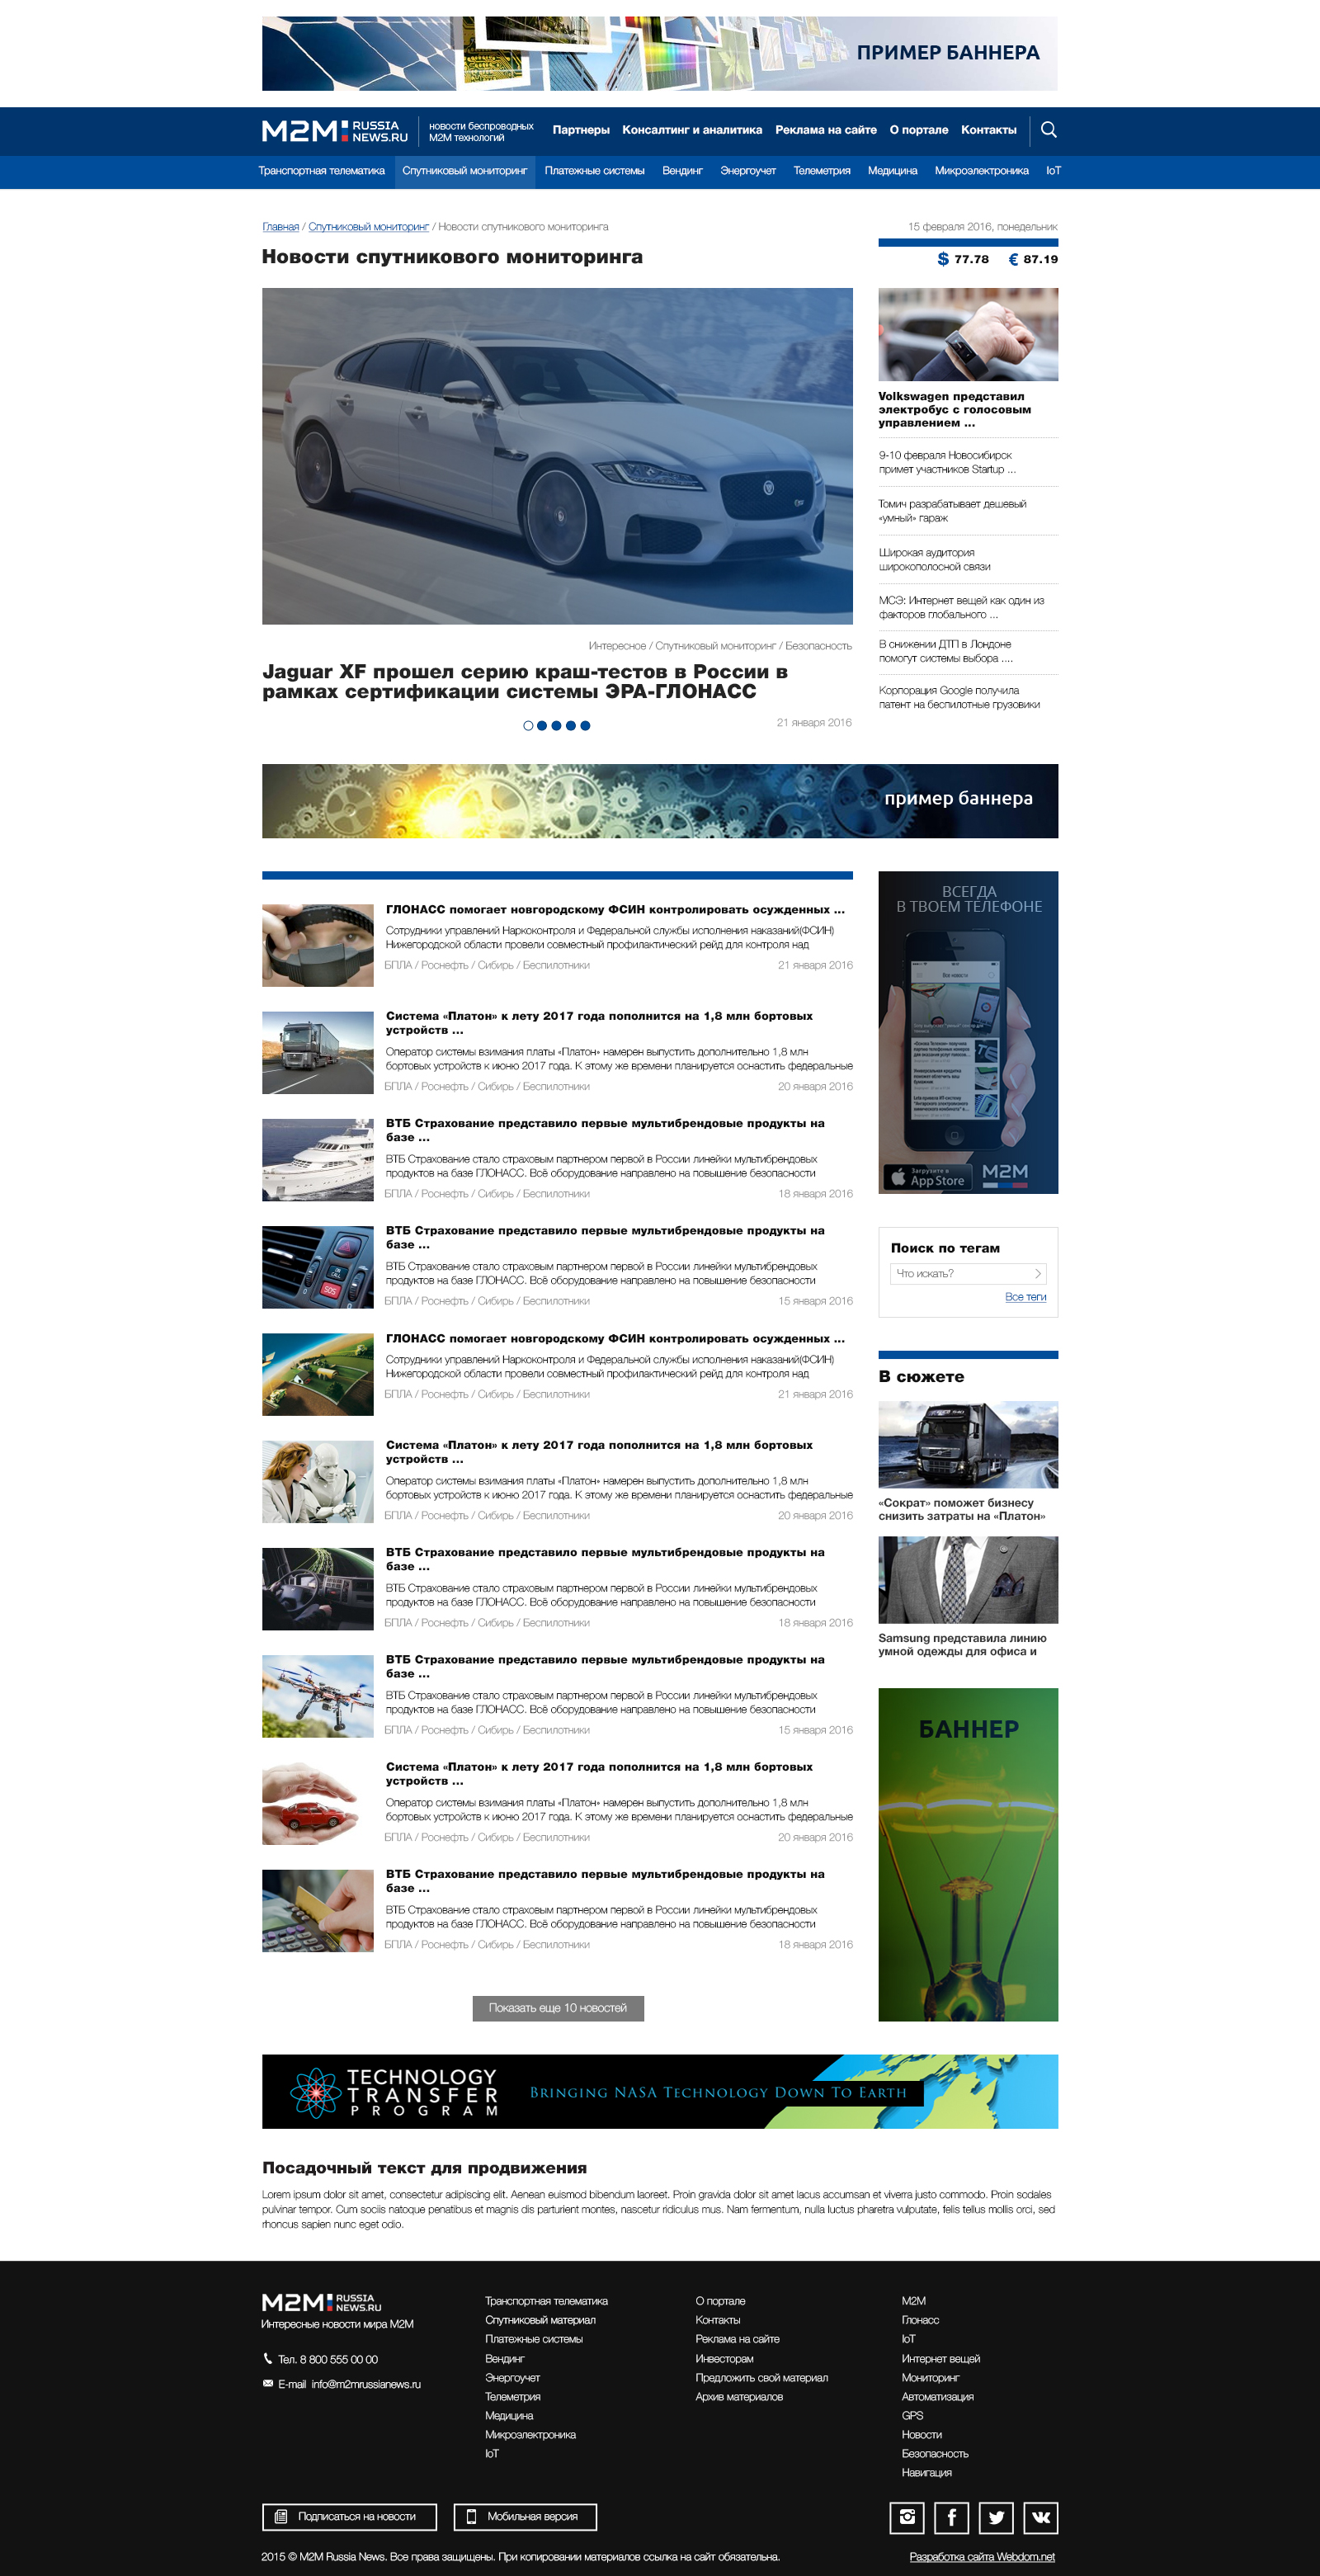 ПРИМЕР БАННЕРА
M2M RUSSIA NEWS.RU
новости беспроводных
М2М технологий
Партнеры Консалтинг и аналитика Реклама на сайте О портале Контакты
Транспортная телематика Спутниковый мониторинг Платежные системы Вендинг Энергоучет Телеметрия Медицина Микроэлектроника IoT
Главная / Спутниковый мониторинг / Новости спутникового мониторинга
15 февраля 2016, понедельник
Новости спутникового мониторинга
$ 77.78 € 87.19
Интересное / Спутниковый мониторинг / Безопасность
Jaguar XF прошел серию краш-тестов в России в
рамках сертификации системы ЭРА-ГЛОНАСС
21 января 2016
Volkswagen представил
электробус с голосовым
управлением ...
9-10 февраля Новосибирск
примет участников Startup ...
Томич разрабатывает дешевый
«умный» гараж
Широкая аудитория
широкополосной связи
МСЭ: Интернет вещей как один из
факторов глобального ...
В снижении ДТП в Лондоне
помогут системы выбора ....
Корпорация Google получила
патент на беспилотные грузовики
пример баннера
ГЛОНАСС помогает новгородскому ФСИН контролировать осужденных ...
Сотрудники управлений Наркоконтроля и Федеральной службы исполнения наказаний(ФСИН)
Нижегородской области провели совместный профилактический рейд для контроля над
БПЛА / Роснефть / Сибирь / Беспилотники
21 января 2016
Система «Платон» к лету 2017 года пополнится на 1,8 млн бортовых
устройств ...
Оператор системы взимания платы «Платон» намерен выпустить дополнительно 1,8 млн
бортовых устройств к июню 2017 года. К этому же времени планируется оснастить федеральные
БПЛА / Роснефть / Сибирь / Беспилотники
20 января 2016
ВТБ Страхование представило первые мультибрендовые продукты на
базе ...
ВТБ Страхование стало страховым партнером первой в России линейки мультибрендовых
продуктов на базе ГЛОНАСС. Всё оборудование направлено на повышение безопасности
БПЛА / Роснефть / Сибирь / Беспилотники
18 января 2016
ВТБ Страхование представило первые мультибрендовые продукты на
базе ...
ВТБ Страхование стало страховым партнером первой в России линейки мультибрендовых
продуктов на базе ГЛОНАСС. Всё оборудование направлено на повышение безопасности
БПЛА / Роснефть / Сибирь / Беспилотники
15 января 2016
SOS
ГЛОНАСС помогает новгородскому ФСИН контролировать осужденных ...
Сотрудники управлений Наркоконтроля и Федеральной службы исполнения наказаний(ФСИН)
Нижегородской области провели совместный профилактический рейд для контроля над
БПЛА / Роснефть / Сибирь / Беспилотники
21 января 2016
Система «Платон» к лету 2017 года пополнится на 1,8 млн бортовых
устройств ...
Оператор системы взимания платы «Платон» намерен выпустить дополнительно 1,8 млн
бортовых устройств к июню 2017 года. К этому же времени планируется оснастить федеральные
БПЛА / Роснефть / Сибирь / Беспилотники
20 января 2016
ВТБ Страхование представило первые мультибрендовые продукты на
базе ...
ВТБ Страхование стало страховым партнером первой в России линейки мультибрендовых
продуктов на базе ГЛОНАСС. Всё оборудование направлено на повышение безопасности
БПЛА / Роснефть / Сибирь / Беспилотники
18 января 2016
ВТБ Страхование представило первые мультибрендовые продукты на
базе ...
ВТБ Страхование стало страховым партнером первой в России линейки мультибрендовых
продуктов на базе ГЛОНАСС. Всё оборудование направлено на повышение безопасности
БПЛА / Роснефть / Сибирь / Беспилотники
15 января 2016
Система «Платон» к лету 2017 года пополнится на 1,8 млн бортовых
устройств ...
Оператор системы взимания платы «Платон» намерен выпустить дополнительно 1,8 млн
бортовых устройств к июню 2017 года. К этому же времени планируется оснастить федеральные
БПЛА / Роснефть / Сибирь / Беспилотники
20 января 2016
ВТБ Страхование представило первые мультибрендовые продукты на
базе ...
ВТБ Страхование стало страховым партнером первой в России линейки мультибрендовых
продуктов на базе ГЛОНАСС. Всё оборудование направлено на повышение безопасности
БПЛА / Роснефть / Сибирь / Беспилотники
18 января 2016
Показать еще 10 новостей
ВСЕГДА
В ТВОЕМ ТЕЛЕФОНЕ
Все новости
Загрузите в
App Store
M2M
Поиск по тегам
Что искать?
Все теги
В сюжете
«Сократ» поможет бизнесу
снизить затраты на «Платон»
Samsung представила линию
умной одежды для офиса и
БАННЕР
TECHNOLOGY
TRANSFER
PROGRAM
BRINGING NASA TECHNOLOGY DOWN TO EARTH
Посадочный текст для продвижения
Lorem ipsum dolor sit amet, consectetur adipiscing elit. Aenean euismod bibendum laoreet. Proin gravida dolor sit amet lacus accumsan et viverra justo commodo. Proin sodales
pulvinar tempor. Cum sociis natoque penatibus et magnis dis parturient montes, nascetur ridiculus mus. Nam fermentum, nulla luctus pharetra vulputate, felis tellus mollis orci, sed
rhoncus sapien nunc eget odio.
M2M RUSSIA NEWS.RU
Интересные новости мира М2М
Тел. 8 800 555 00 00
E-mail info@m2mrussianews.ru
Транспортная телематика
Спутниковый материал
Платежные системы
Вендинг
Энергоучет
Телеметрия
Медицина
Микроэлектроника
IoT
О портале
Контакты
Реклама на сайте
Инвесторам
Предложить свой материал
Архив материалов
М2М
Глонасс
IoT
Интернет вещей
Мониторинг
Автоматизация
GPS
Новости
Безопасность
Навигация
Подписаться на новости
Мобильная версия
2015 © M2M Russia News. Все права защищены. При копировании материалов ссылка на сайт обязательна.
Разработка сайта Webdom.net